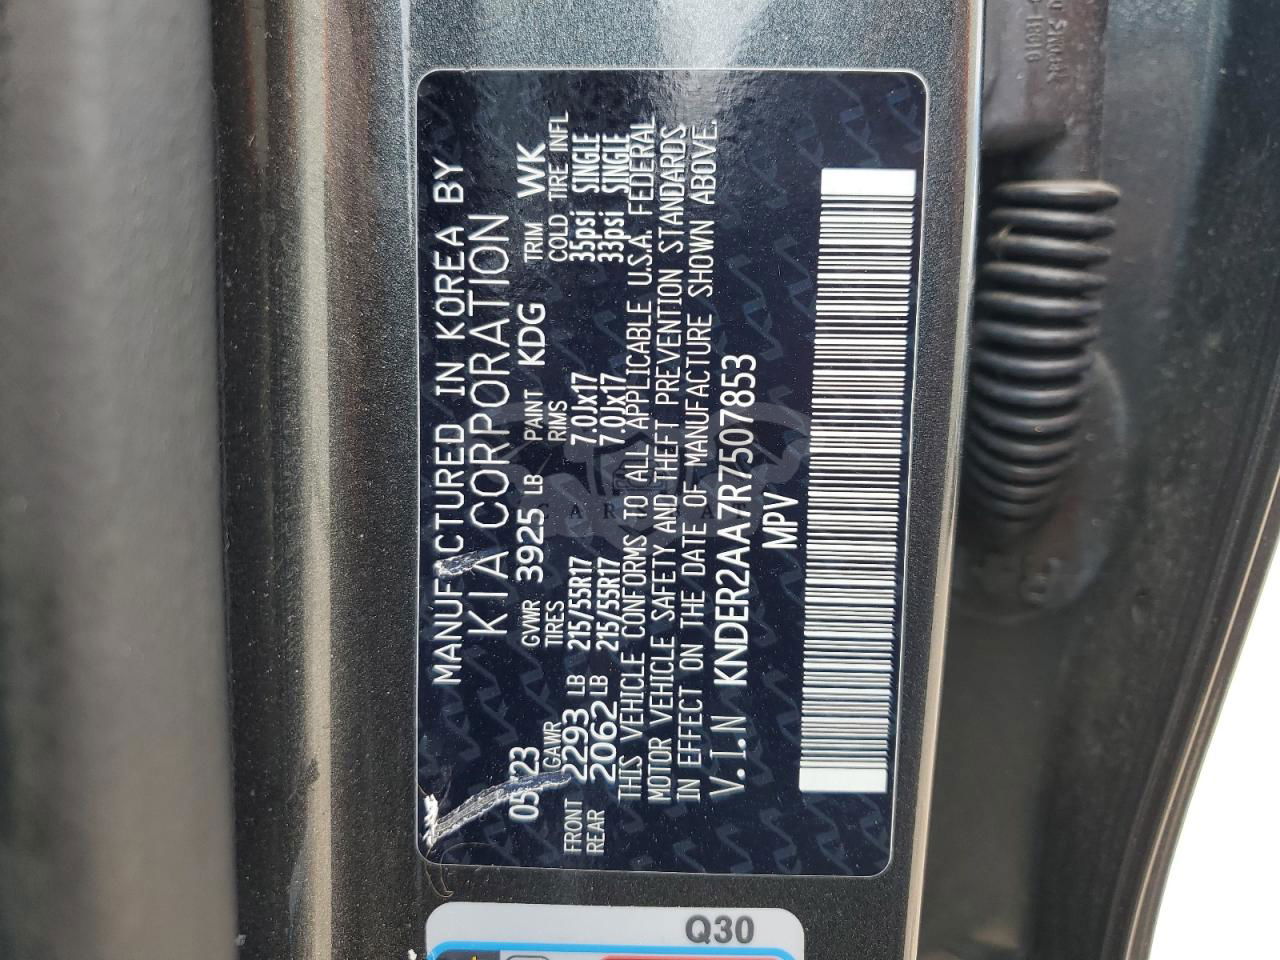 MANUFACTURED IN KOREA BY
KIA CORPORATION
05/23 GVWR 3925 LB PAINT KDG TRIM WK
GAWR TIRES RIMS COLD TIRE INFL
FRONT 2293 LB 215/55R17 7.0Jx17 35psi SINGLE
REAR 2062 LB 215/55R17 7.0Jx17 33psi SINGLE
THIS VEHICLE CONFORMS TO ALL APPLICABLE U.S.A. FEDERAL
MOTOR VEHICLE SAFETY AND THEFT PREVENTION STANDARDS
IN EFFECT ON THE DATE OF MANUFACTURE SHOWN ABOVE.
V.I.N KNDER2AA7R7507853
MPV
Q30